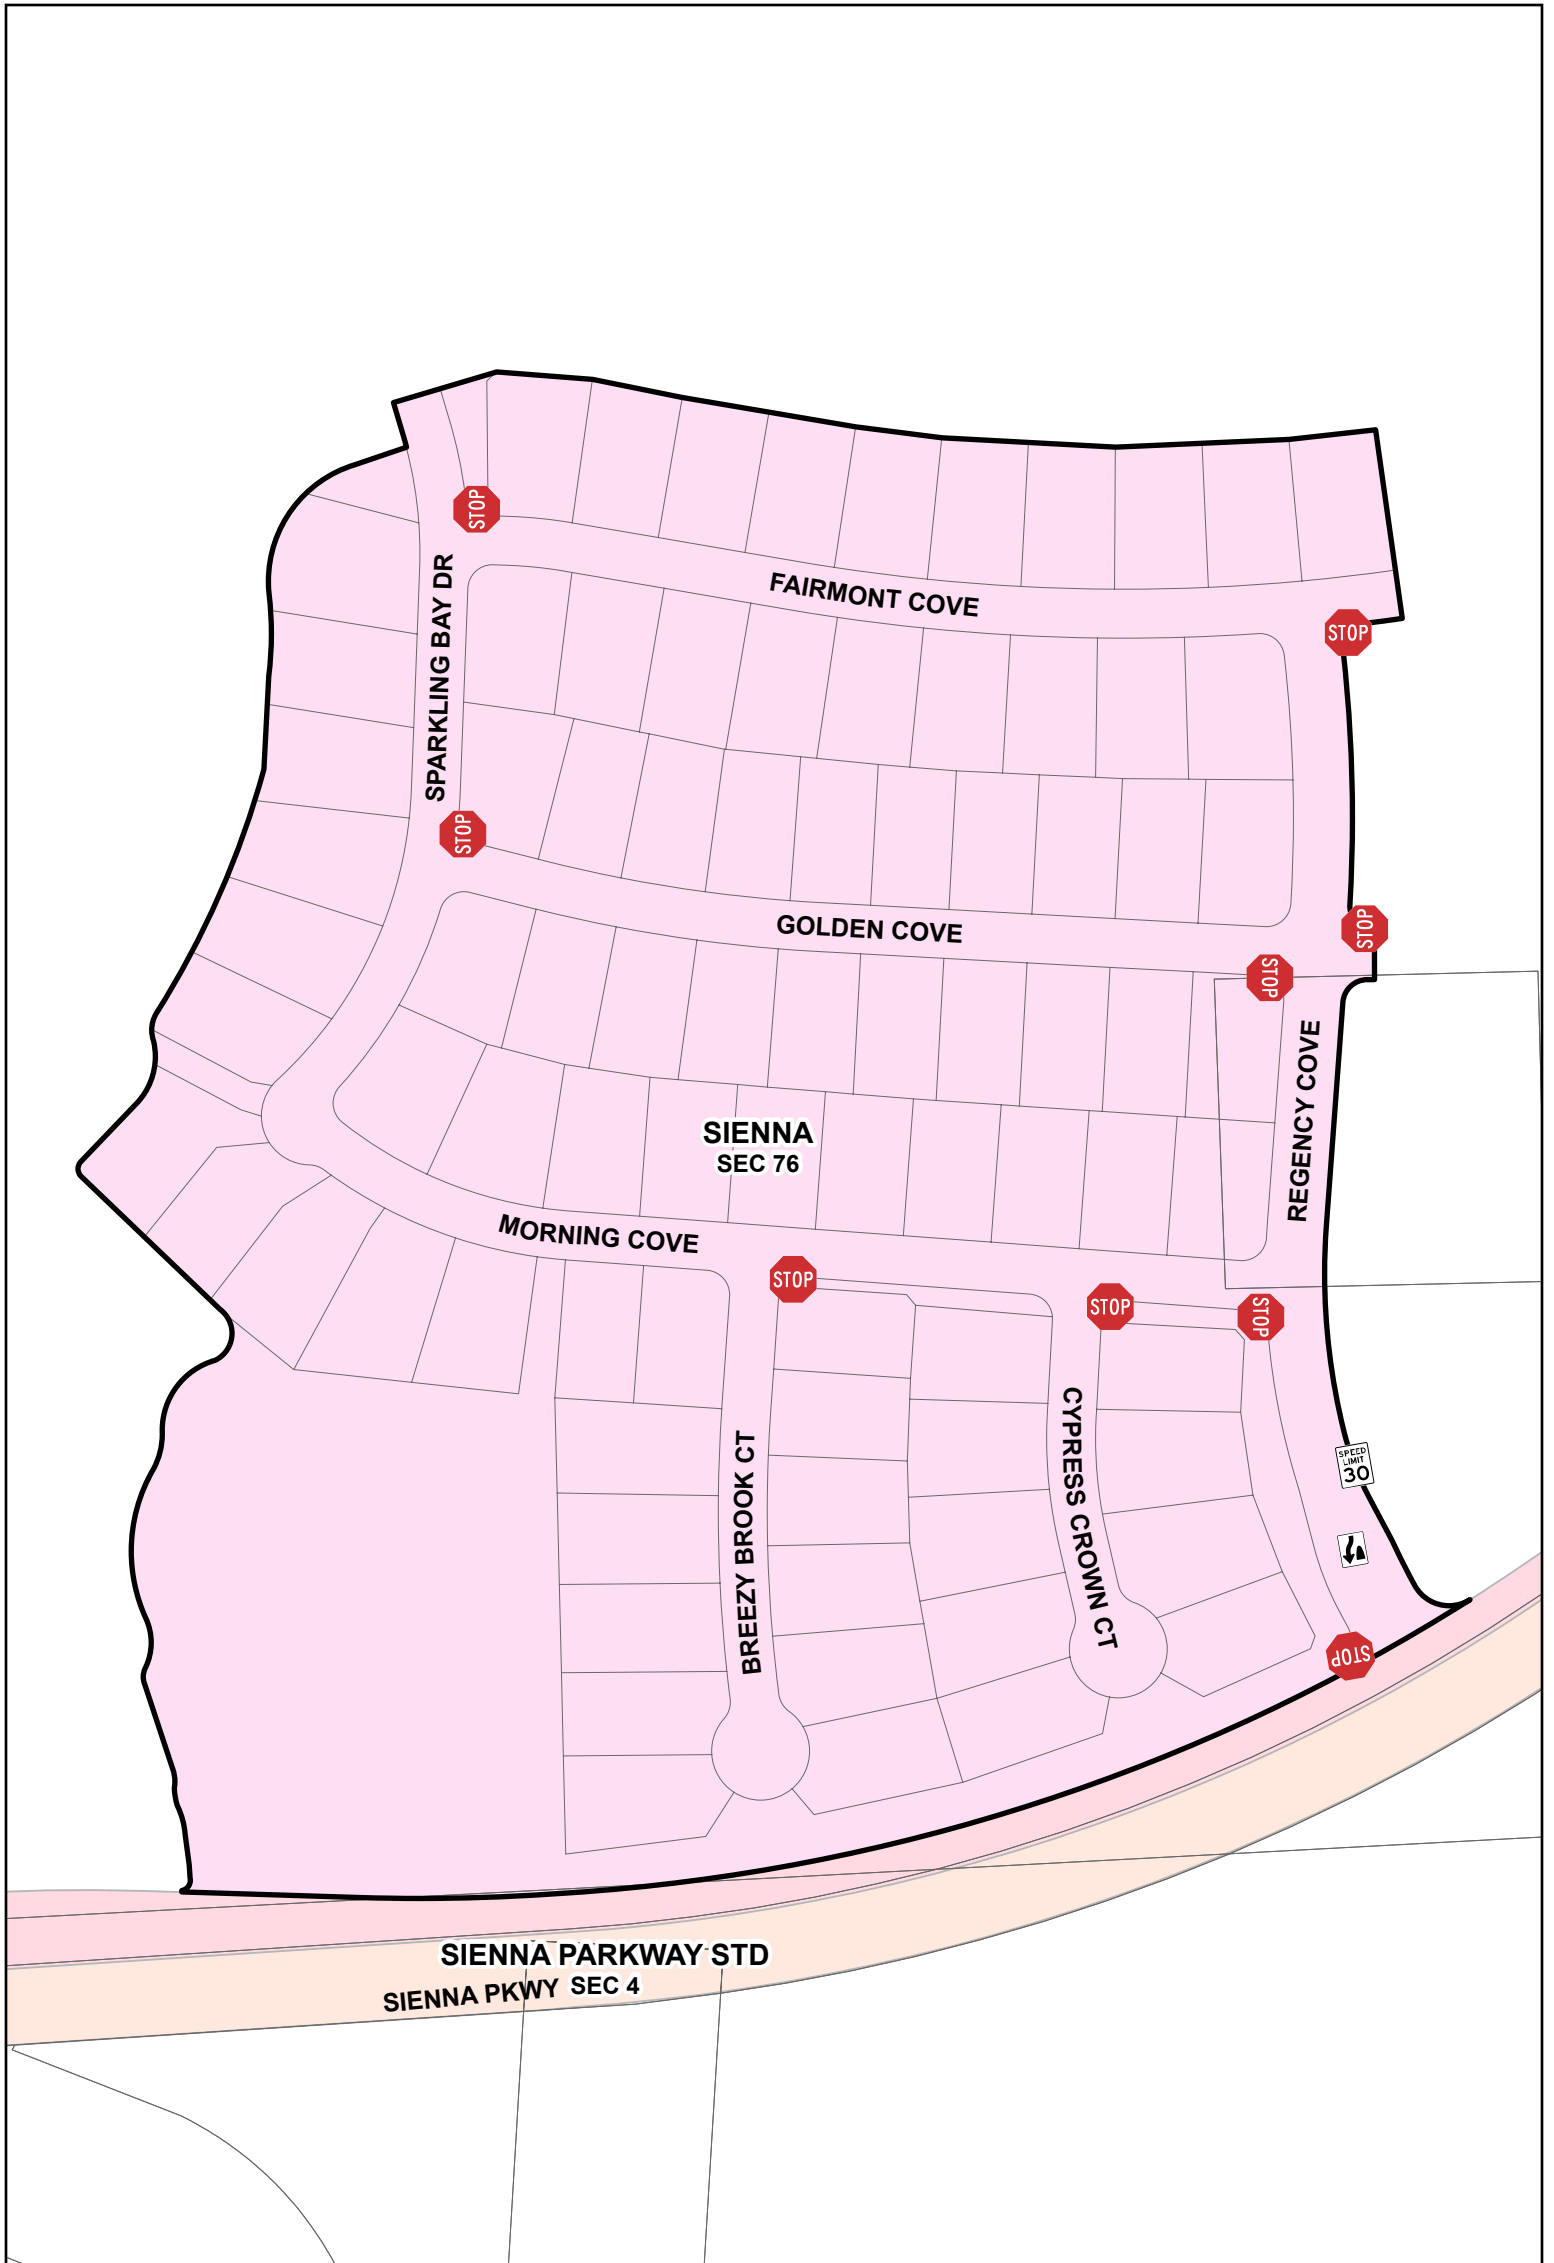 STOP
SPARKLING BAY DR
FAIRMONT COVE
STOP
STOP
GOLDEN COVE
STOP
STOP
REGENCY COVE
SIENNA
SEC 76
MORNING COVE
STOP
STOP
STOP
CYPRESS CROWN CT
BREEZY BROOK CT
SPEED
LIMIT
30
STOP
SIENNA PARKWAY STD
SEC 4
SIENNA PKWY